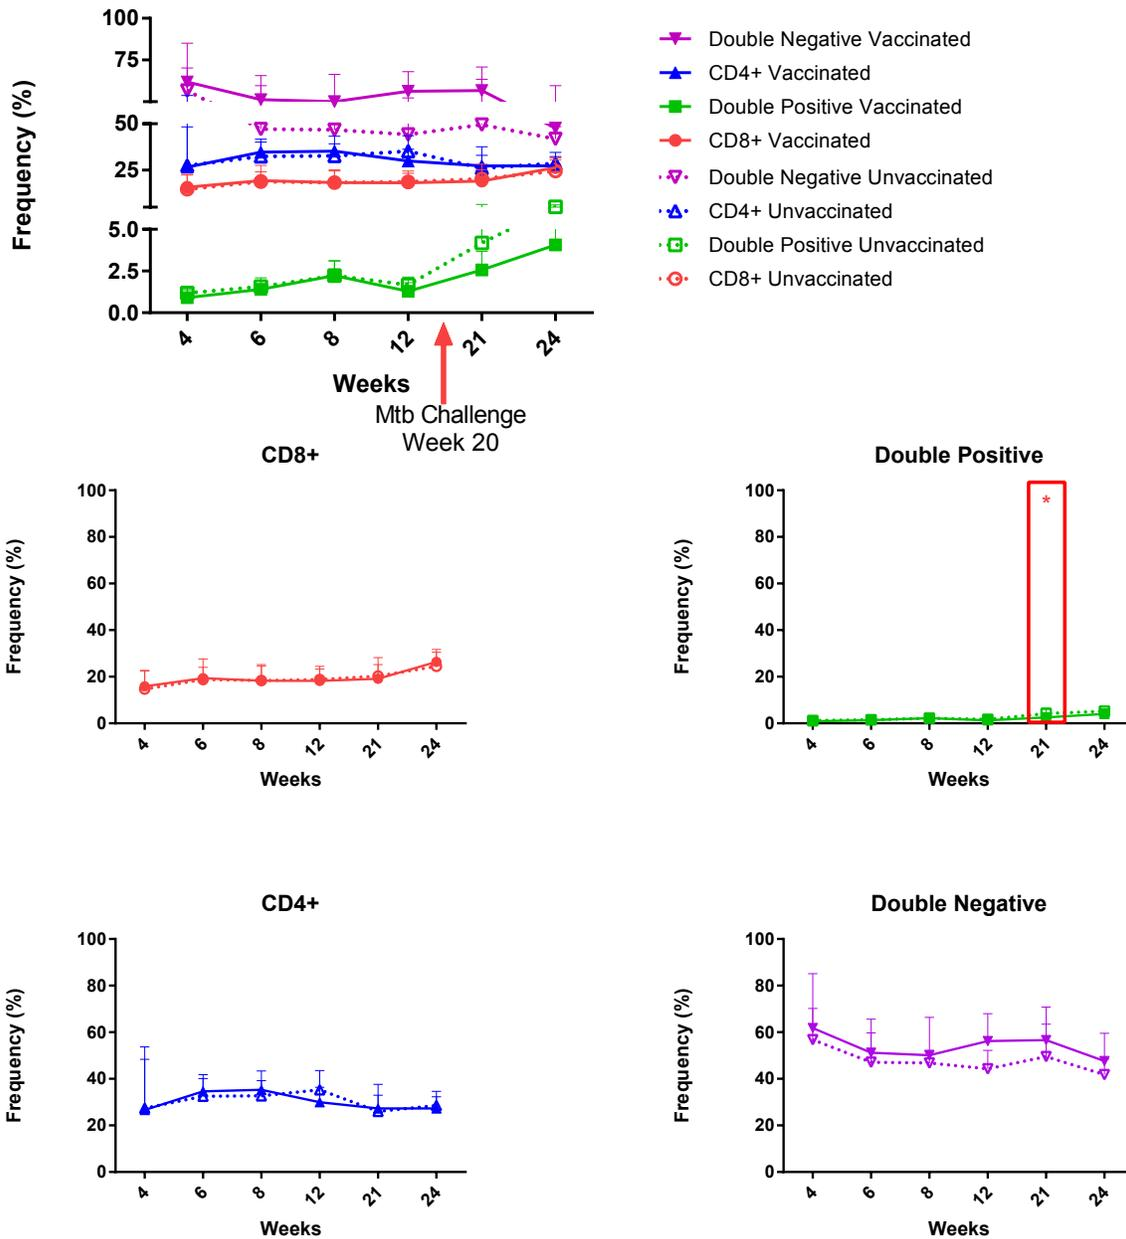 Frequency (%)
100
75
50
25
5.0
2.5
0.0
4 6 8 12 21 24
Weeks
Mtb Challenge
Week 20
Double Negative Vaccinated
CD4+ Vaccinated
Double Positive Vaccinated
CD8+ Vaccinated
Double Negative Unvaccinated
CD4+ Unvaccinated
Double Positive Unvaccinated
CD8+ Unvaccinated
CD8+
Frequency (%)
100
80
60
40
20
0
4 6 8 12 21 24
Weeks
Double Positive
Frequency (%)
100
80
60
40
20
0
*
4 6 8 12 21 24
Weeks
CD4+
Frequency (%)
100
80
60
40
20
0
4 6 8 12 21 24
Weeks
Double Negative
Frequency (%)
100
80
60
40
20
0
4 6 8 12 21 24
Weeks